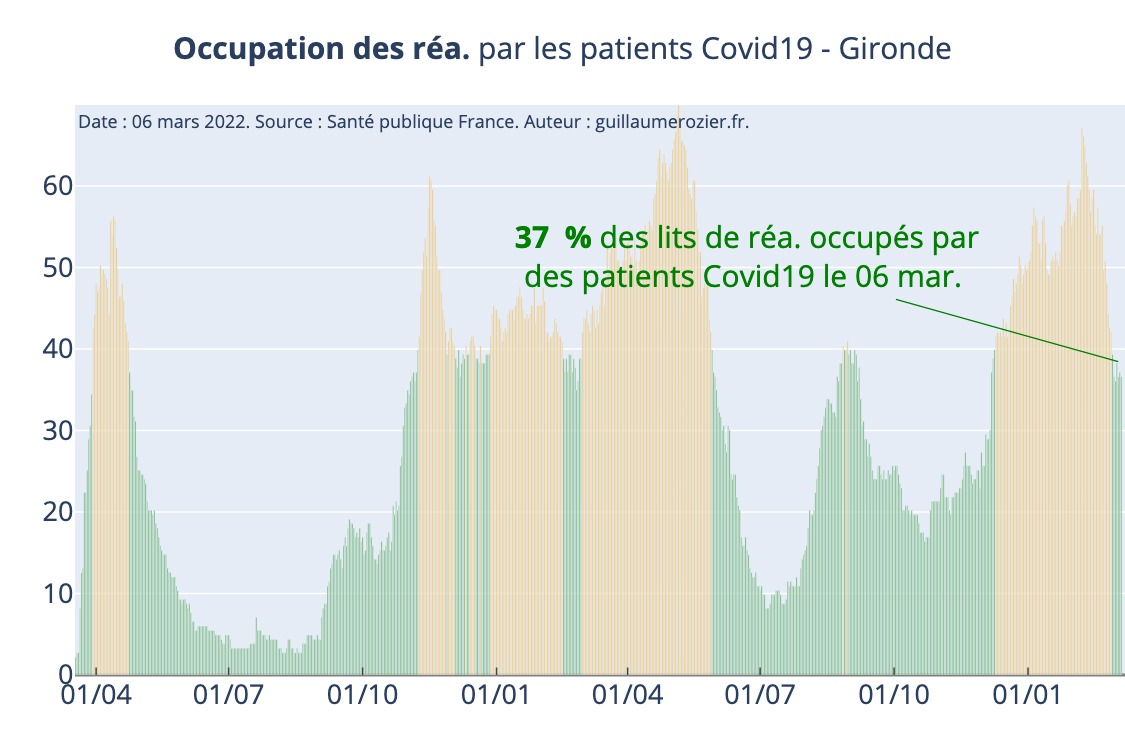 Occupation des réa. par les patients Covid19 - Gironde
Date : 06 mars 2022. Source : Santé publique France. Auteur : guillaumerozier.fr.
60
37 % des lits de réa. occupés par
des patients Covid19 le 06 mar.
50
40
30
20
10
0
01/04 01/07 01/10 01/01 01/04 01/07 01/10 01/01